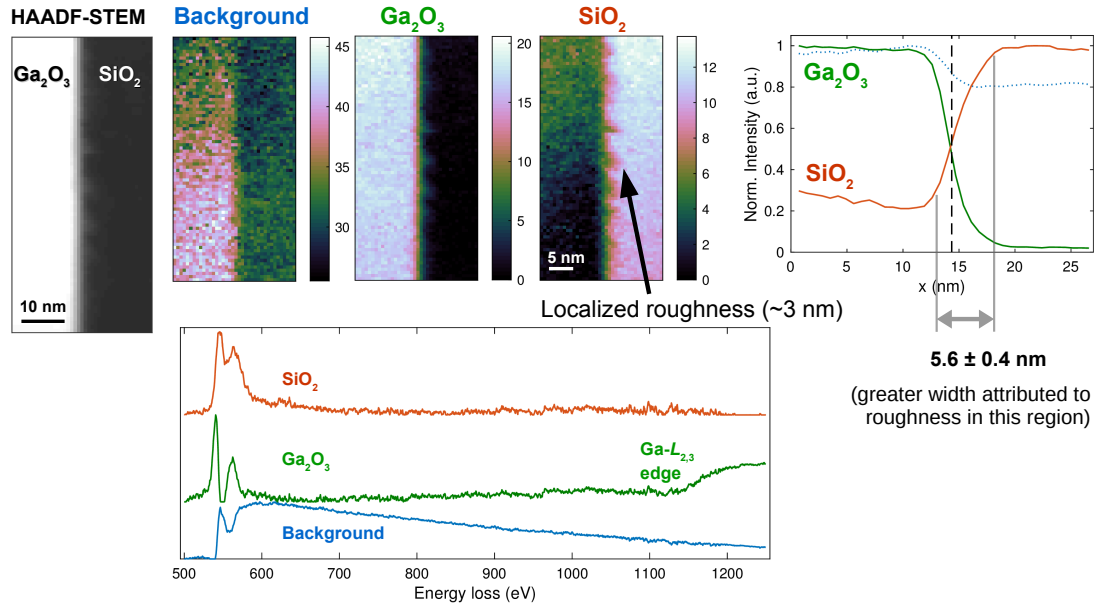 HAADF-STEM
Background
Ga2O3
SiO2
Ga2O3
SiO2
10 nm
45
40
35
30
20
15
10
5
0
5 nm
12
10
8
6
4
2
0
Localized roughness (~3 nm)
Norm. Intensity (a.u.)
1
0.8
0.6
0.4
0.2
0
Ga2O3
SiO2
0
5
10
15
20
25
x (nm)
5.6 ± 0.4 nm
(greater width attributed to
roughness in this region)
SiO2
Ga2O3
Ga-L2,3
edge
Background
500
600
700
800
900
1000
1100
1200
Energy loss (eV)